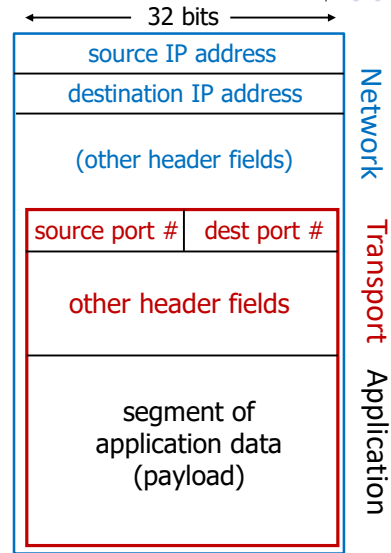 32 bits
source IP address
destination IP address
(other header fields)
Network
source port #
dest port #
other header fields
Transport
segment of
application data
(payload)
Application